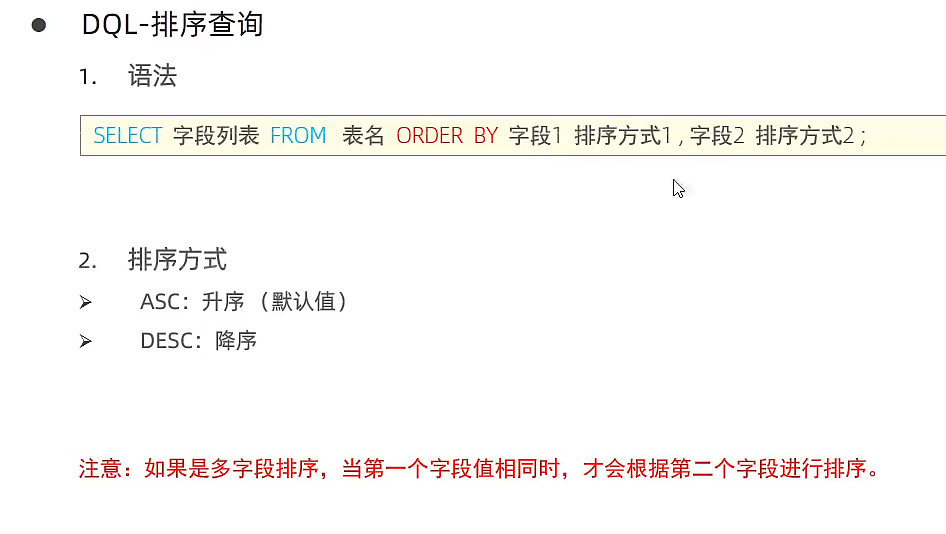 ● DQL-排序查询
1. 语法
SELECT 字段列表 FROM 表名 ORDER BY 字段1 排序方式1 , 字段2 排序方式2 ;
2. 排序方式
➢ ASC：升序（默认值）
➢ DESC：降序
注意：如果是多字段排序，当第一个字段值相同时，才会根据第二个字段进行排序。